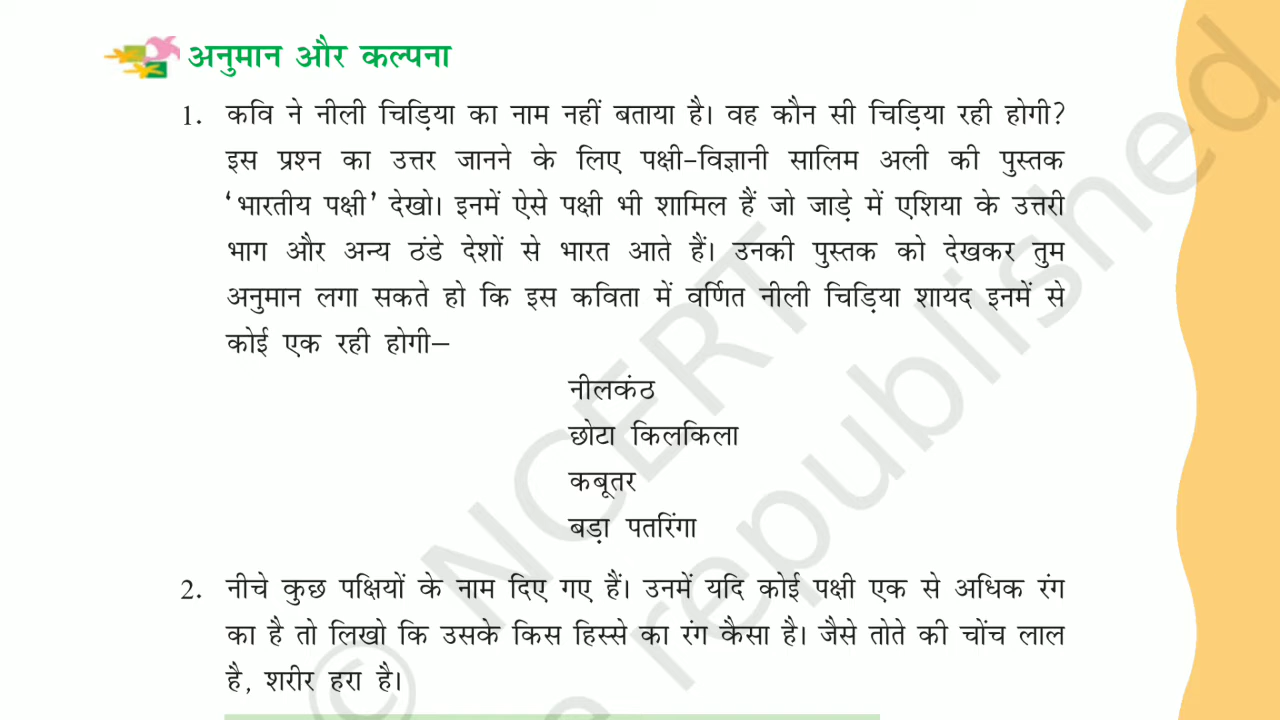 अनुमान और कल्पना
1. कवि ने नीली चिड़िया का नाम नहीं बताया है। वह कौन सी चिड़िया रही होगी?
इस प्रश्न का उत्तर जानने के लिए पक्षी-विज्ञानी सालिम अली की पुस्तक
‘भारतीय पक्षी’ देखो। इनमें ऐसे पक्षी भी शामिल हैं जो जाड़े में एशिया के उत्तरी
भाग और अन्य ठंडे देशों से भारत आते हैं। उनकी पुस्तक को देखकर तुम
अनुमान लगा सकते हो कि इस कविता में वर्णित नीली चिड़िया शायद इनमें से
कोई एक रही होगी–
नीलकंठ
छोटा किलकिला
कबूतर
बड़ा पतरिंगा
2. नीचे कुछ पक्षियों के नाम दिए गए हैं। उनमें यदि कोई पक्षी एक से अधिक रंग
का है तो लिखो कि उसके किस हिस्से का रंग कैसा है। जैसे तोते की चोंच लाल
है, शरीर हरा है।
© NCERT
e republished